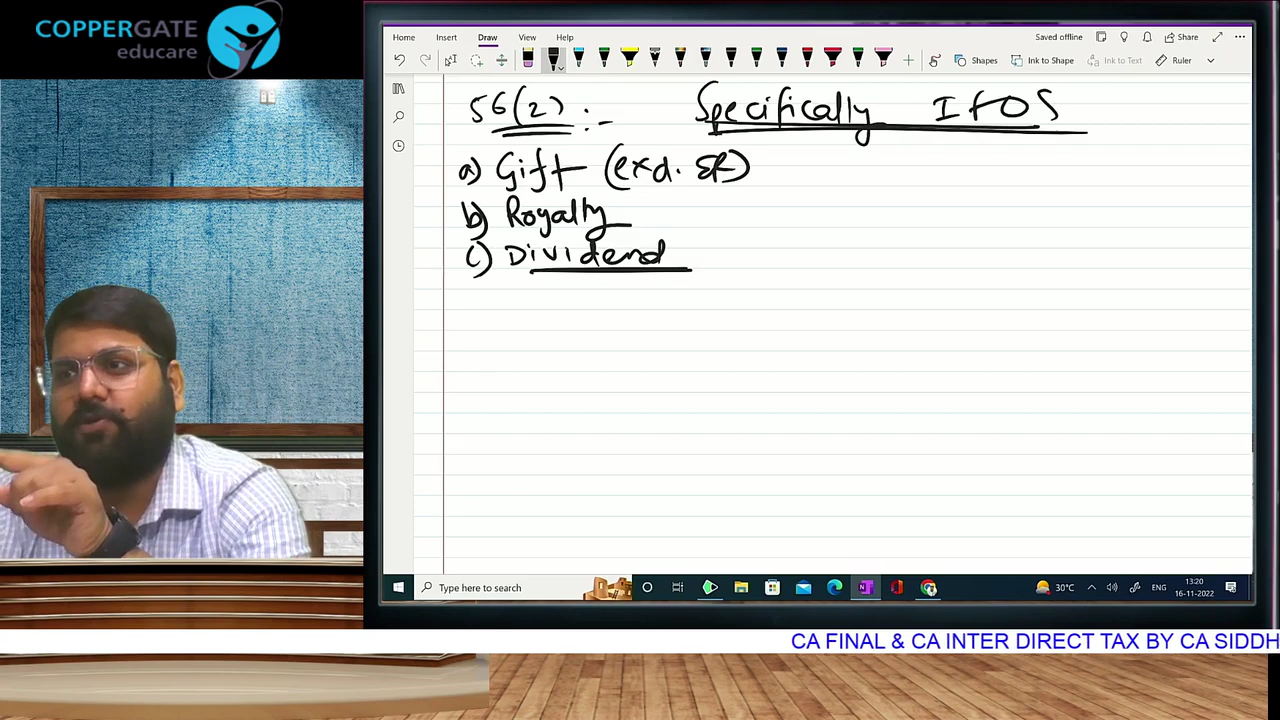 COPPERGATE
educare
Home Insert Draw View Help
Saved offline
Share
Shapes
Ink to Shape
Ink to Text
Ruler
56(2) :- Specifically IFOS
a) Gift (excl. SR)
b) Royalty
c) Dividend
Type here to search
30°C
ENG
13:20
16-11-2022
CA FINAL & CA INTER DIRECT TAX BY CA SIDDH